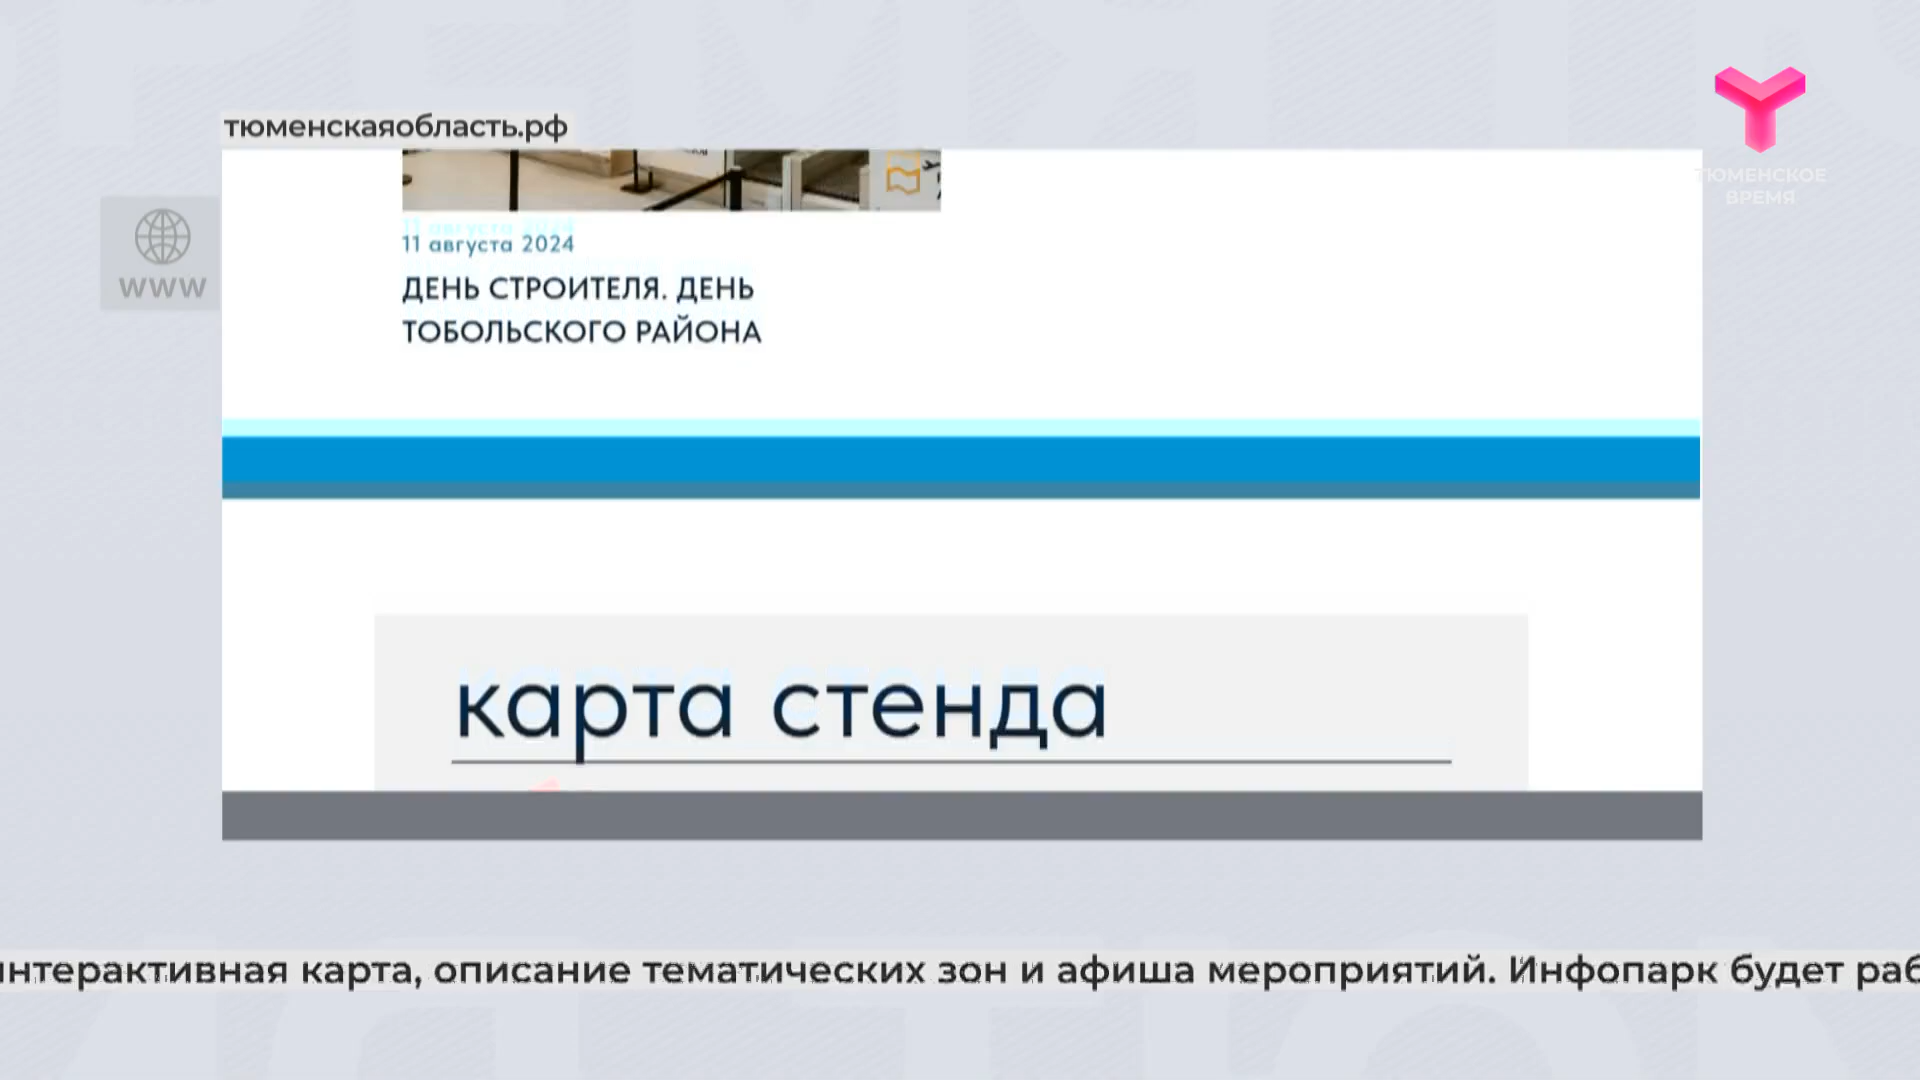 тюменскаяобласть.рф
ТЮМЕНСКОЕ
ВРЕМЯ
www
11 августа 2024
ДЕНЬ СТРОИТЕЛЯ. ДЕНЬ
ТОБОЛЬСКОГО РАЙОНА
карта стенда
нтерактивная карта, описание тематических зон и афиша мероприятий. Инфопарк будет раб